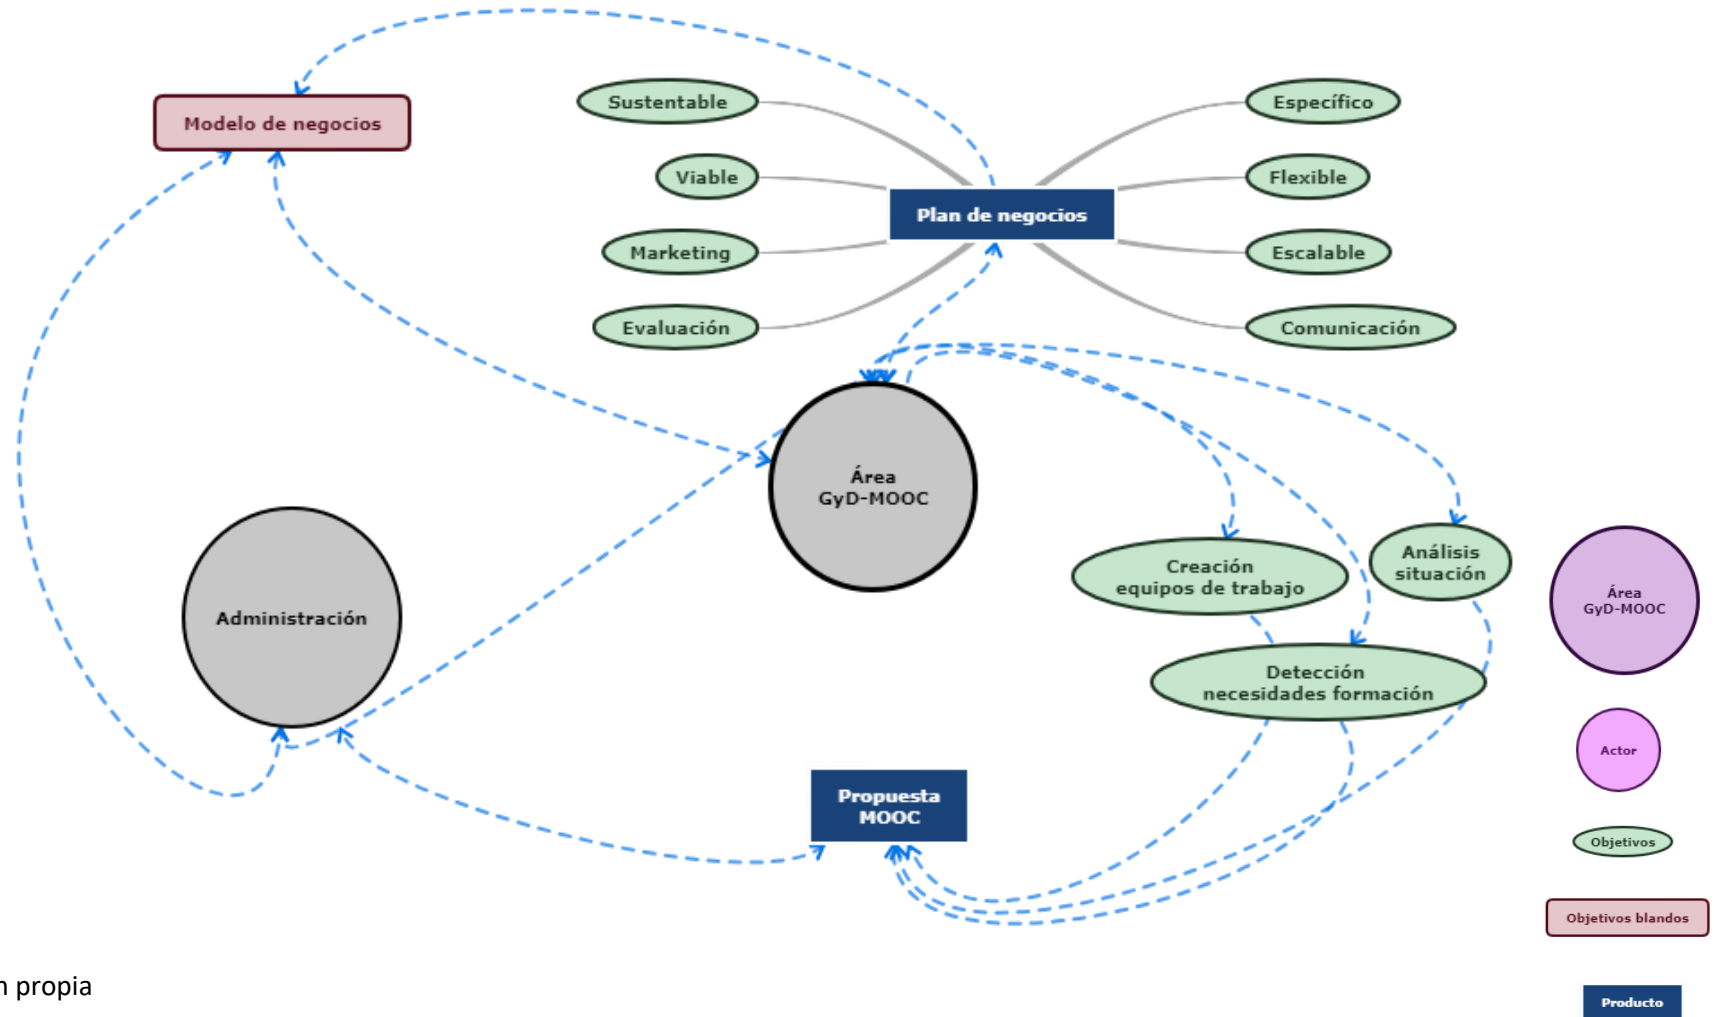 Modelo de negocios
Sustentable
Viable
Marketing
Evaluación
Plan de negocios
Específico
Flexible
Escalable
Comunicación
Área
GyD-MOOC
Administración
Creación
equipos de trabajo
Análisis
situación
Detección
necesidades formación
Propuesta
MOOC
Área
GyD-MOOC
Actor
Objetivos
Objetivos blandos
Producto
propia